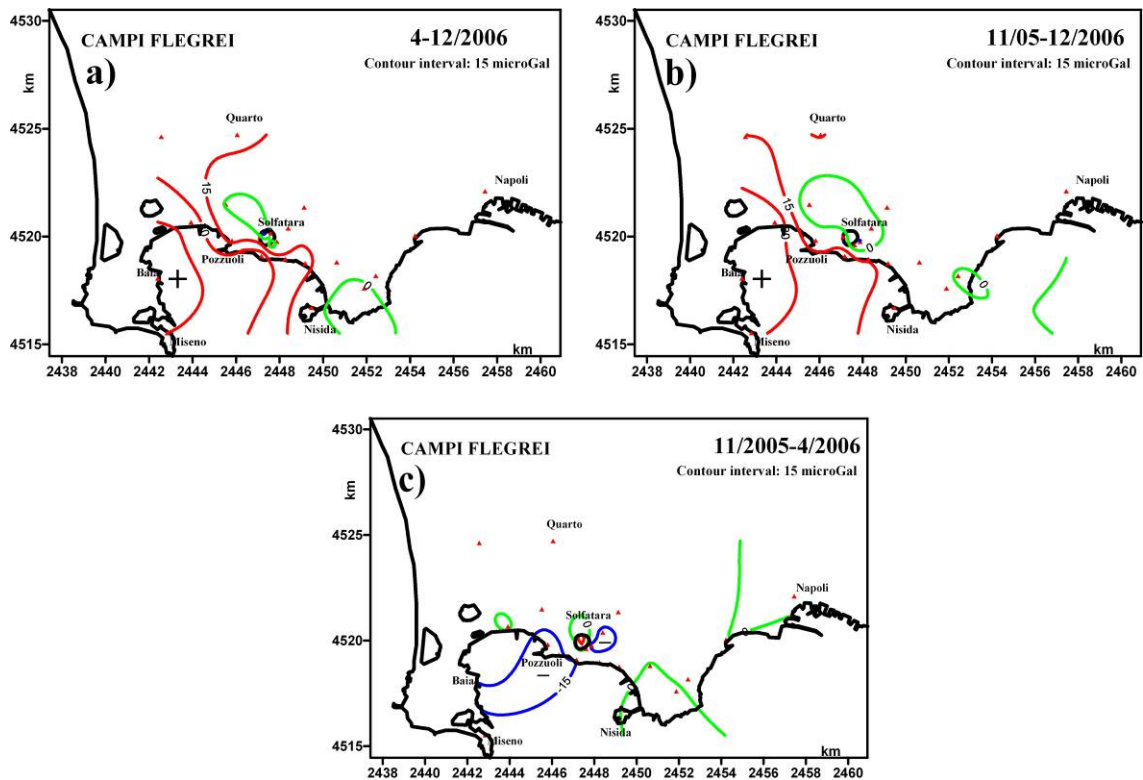 CAMPI FLEGREI
4-12/2006
Contour interval: 15 microGal
a)
km
4530
4525
4520
4515
Quarto
15
30
Solfatara
Napoli
Pozzuoli
Baia
0
Nisida
Miseno
km
2438 2440 2442 2444 2446 2448 2450 2452 2454 2456 2458 2460
CAMPI FLEGREI
11/05-12/2006
Contour interval: 15 microGal
b)
km
4530
4525
4520
4515
Quarto
15
30
Solfatara
Napoli
0
Pozzuoli
Baia
0
Nisida
Miseno
km
2438 2440 2442 2444 2446 2448 2450 2452 2454 2456 2458 2460
CAMPI FLEGREI
11/2005-4/2006
Contour interval: 15 microGal
c)
km
4530
4525
4520
4515
Quarto
Napoli
Solfatara
0
0
Pozzuoli
Baia
-15
0
Nisida
Miseno
km
2438 2440 2442 2444 2446 2448 2450 2452 2454 2456 2458 2460